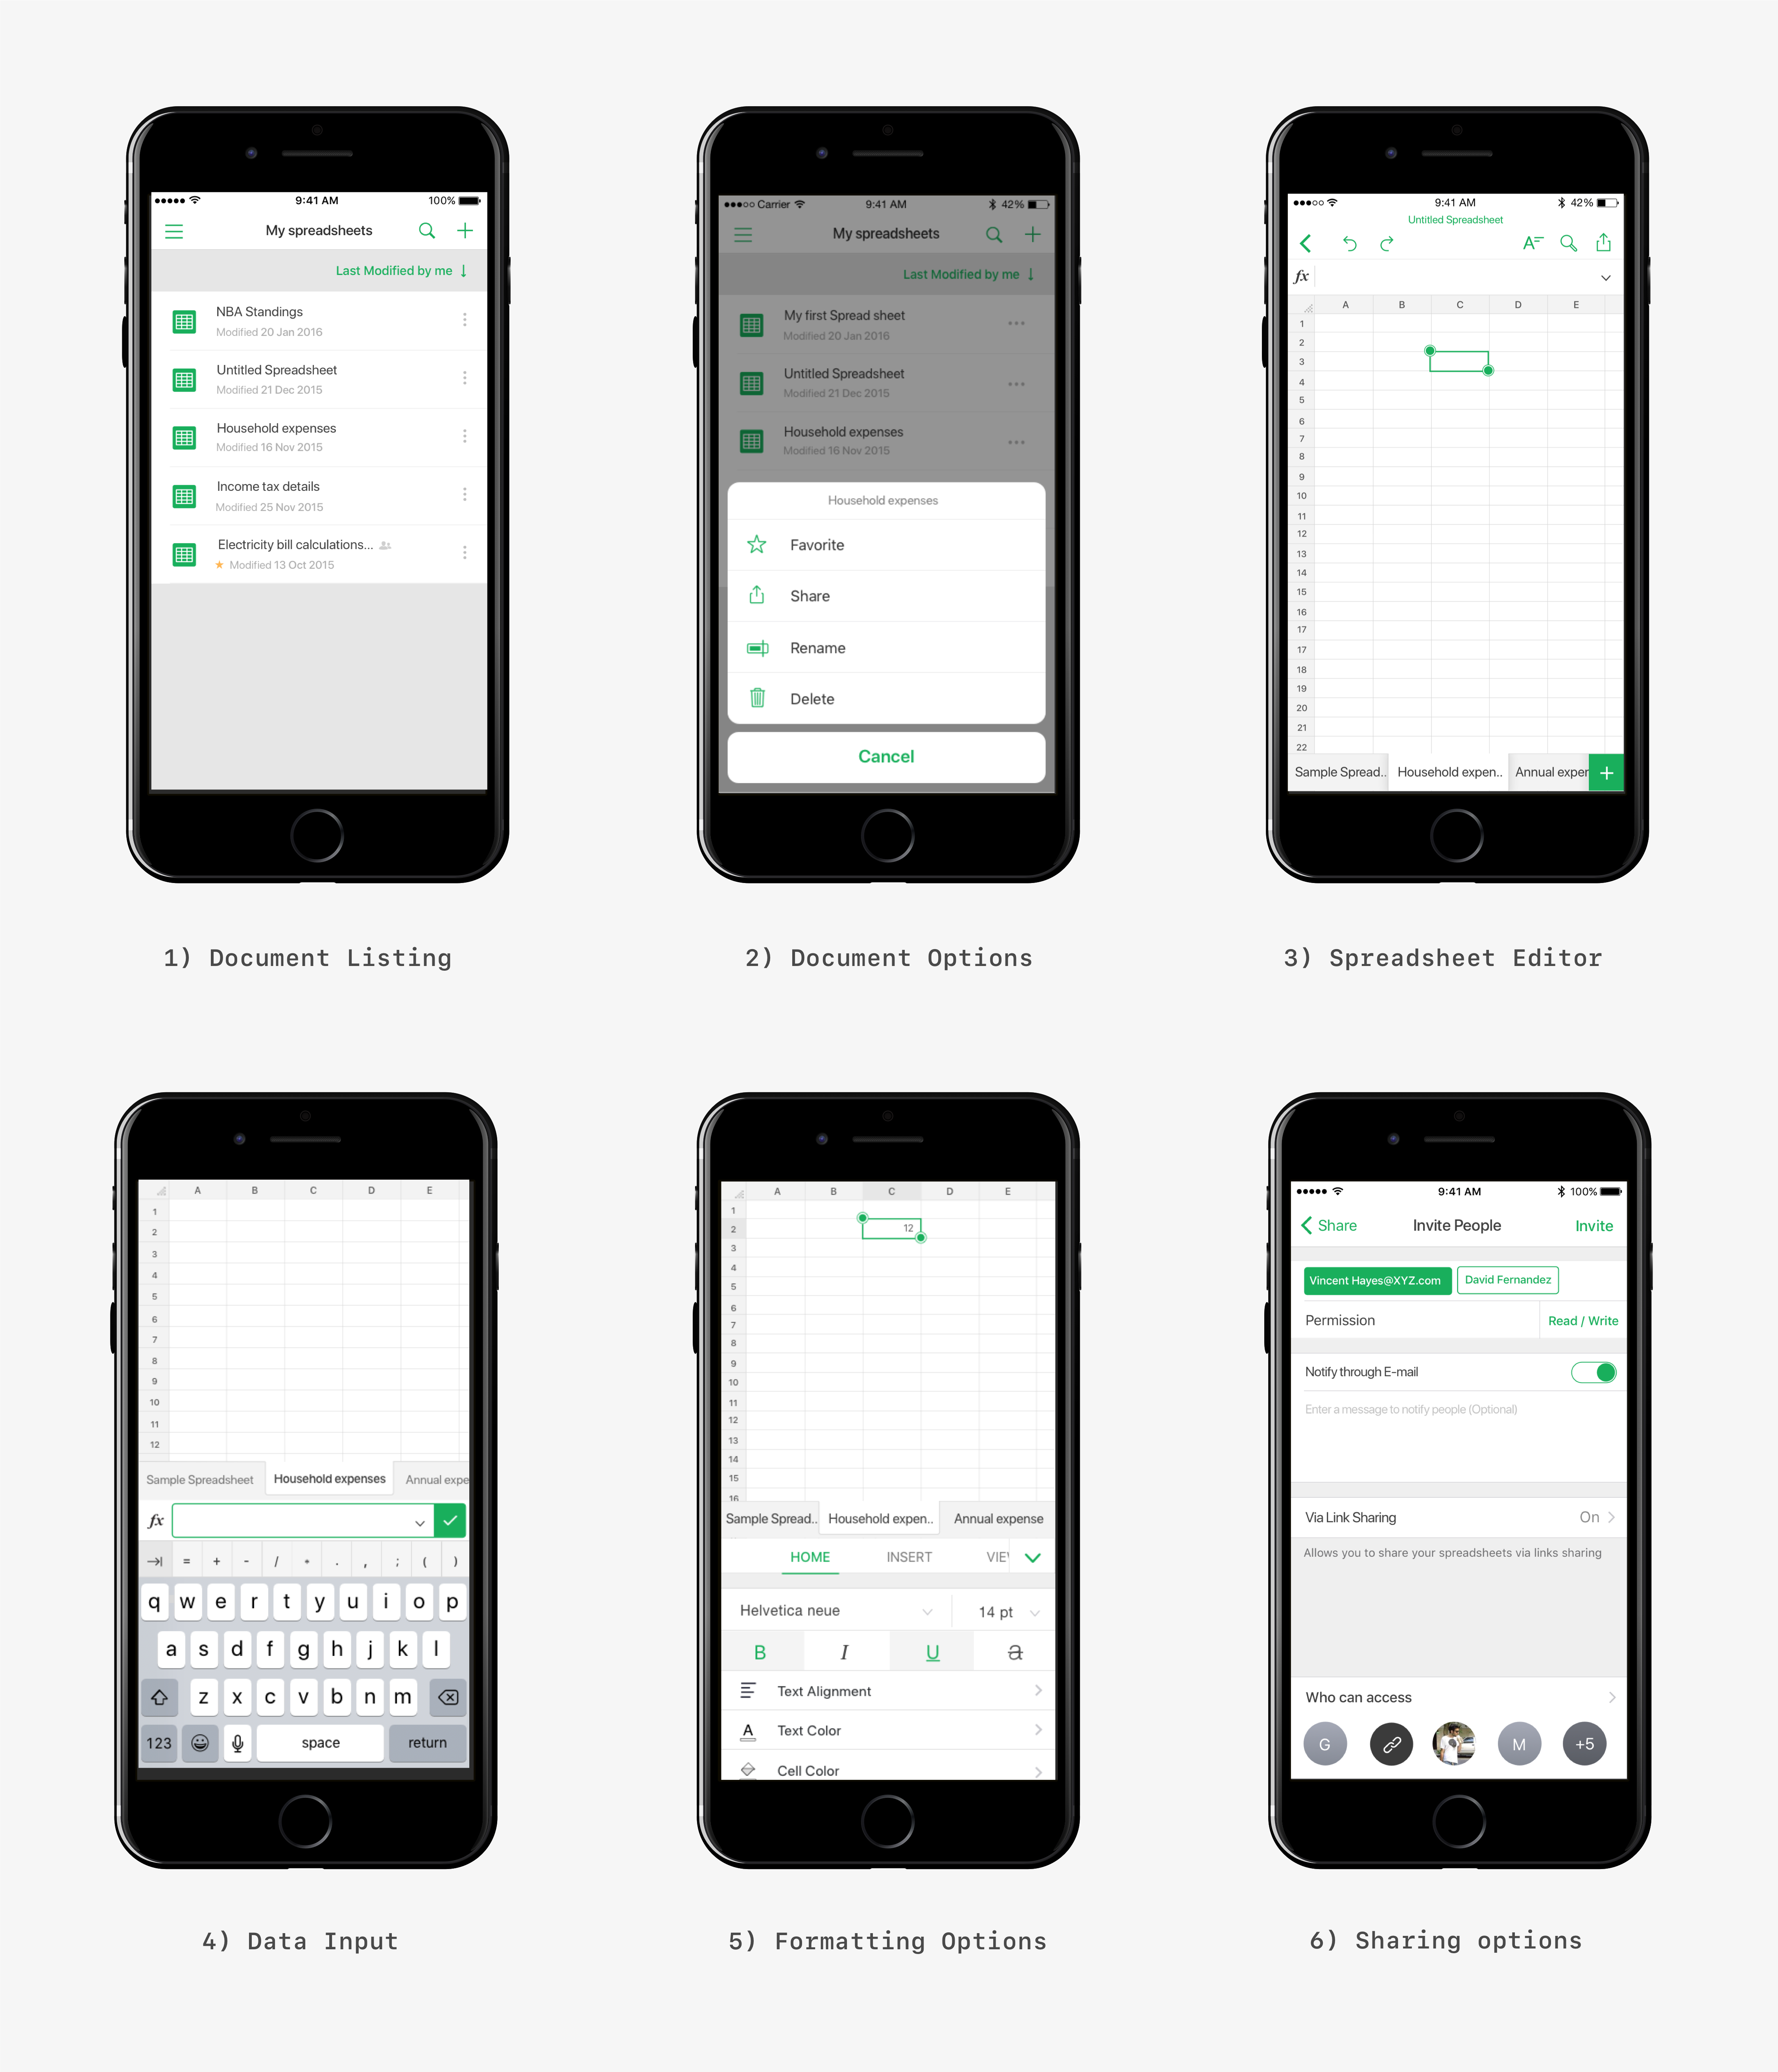 9:41 AM 100%
My spreadsheets
Last Modified by me ↓
NBA Standings
Modified 20 Jan 2016
Untitled Spreadsheet
Modified 21 Dec 2015
Household expenses
Modified 16 Nov 2015
Income tax details
Modified 25 Nov 2015
Electricity bill calculations...
Modified 13 Oct 2015
1) Document Listing
Carrier 9:41 AM 42%
My spreadsheets
Last Modified by me ↓
My first Spread sheet
Modified 20 Jan 2016
Untitled Spreadsheet
Modified 21 Dec 2015
Household expenses
Modified 16 Nov 2015
Household expenses
Favorite
Share
Rename
Delete
Cancel
2) Document Options
9:41 AM 42%
Untitled Spreadsheet
A
fx
A B C D E
1
2
3
4
5
6
7
8
9
10
11
12
13
14
15
16
17
17
18
19
20
21
22
Sample Spread.. Household expen.. Annual exper +
3) Spreadsheet Editor
A B C D E
1
2
3
4
5
6
7
8
9
10
11
12
Sample Spreadsheet Household expenses Annual expe
fx
= + - / * . , ; ( )
q w e r t y u i o p
a s d f g h j k l
z x c v b n m
123 space return
4) Data Input
A B C D E
1
2 12
3
4
5
6
7
8
9
10
11
12
13
14
15
16
Sample Spread.. Household expen.. Annual expense
HOME INSERT VIE
Helvetica neue 14 pt
B I U a
Text Alignment
A Text Color
Cell Color
5) Formatting Options
9:41 AM 100%
Share Invite People Invite
Vincent Hayes@XYZ.com David Fernandez
Permission Read / Write
Notify through E-mail
Enter a message to notify people (Optional)
Via Link Sharing On
Allows you to share your spreadsheets via links sharing
Who can access
G M +5
6) Sharing options